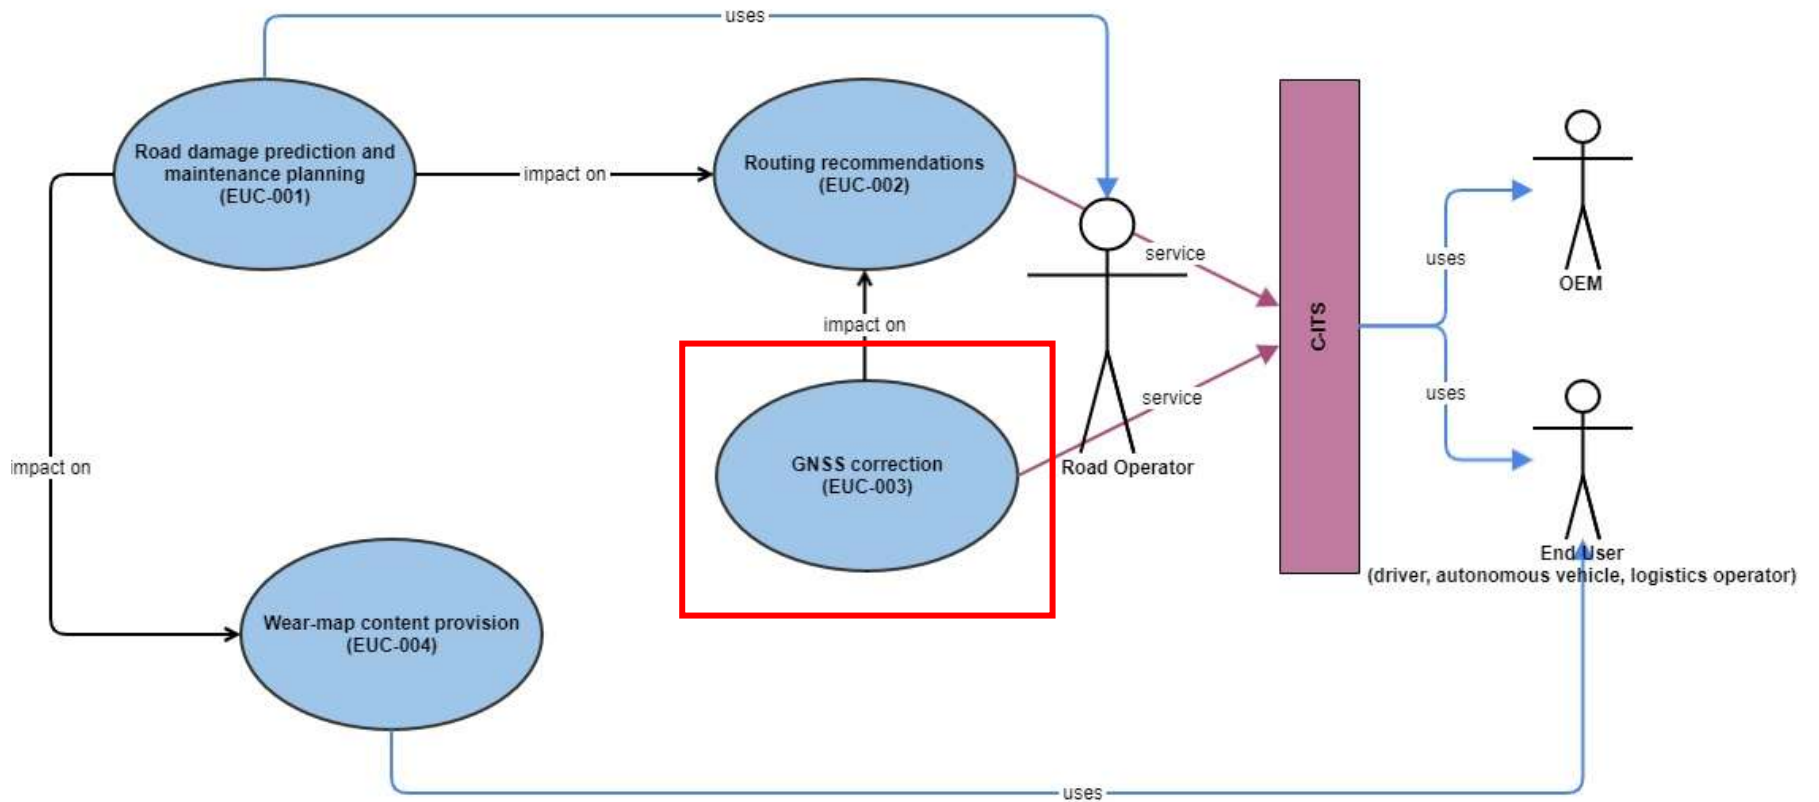 uses
Road damage prediction and
maintenance planning
(EUC-001)
impact on
Routing recommendations
(EUC-002)
service
uses
OEM
impact on
C-ITS
service
uses
GNSS correction
(EUC-003)
Road Operator
impact on
End User
(driver, autonomous vehicle, logistics operator)
Wear-map content provision
(EUC-004)
uses